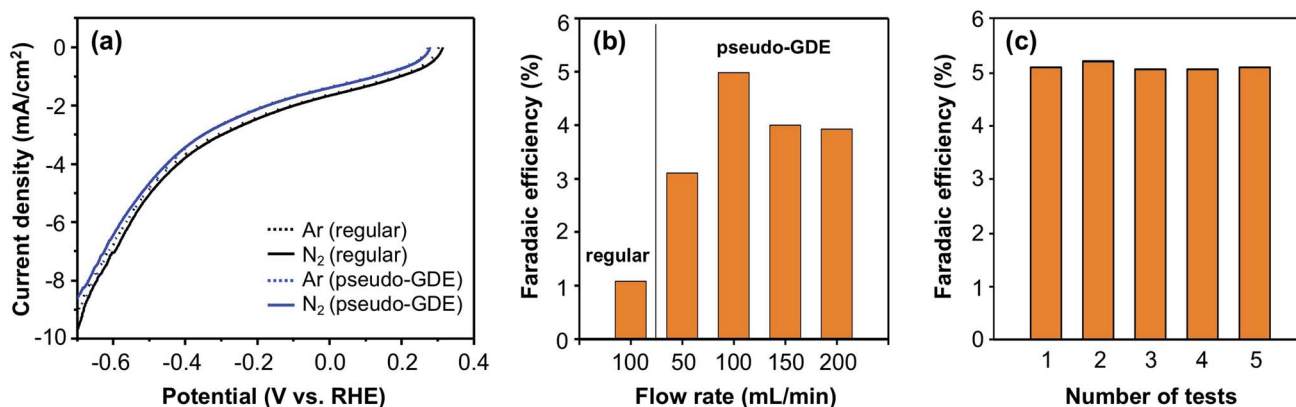 (a)
Current density (mA/cm²)
0
-2
-4
-6
-8
-10
Ar (regular)
N₂ (regular)
Ar (pseudo-GDE)
N₂ (pseudo-GDE)
-0.6 -0.4 -0.2 0.0 0.2 0.4
Potential (V vs. RHE)
(b)
pseudo-GDE
regular
Faradaic efficiency (%)
6
5
4
3
2
1
0
100 50 100 150 200
Flow rate (mL/min)
(c)
Faradaic efficiency (%)
6
5
4
3
2
1
0
1 2 3 4 5
Number of tests